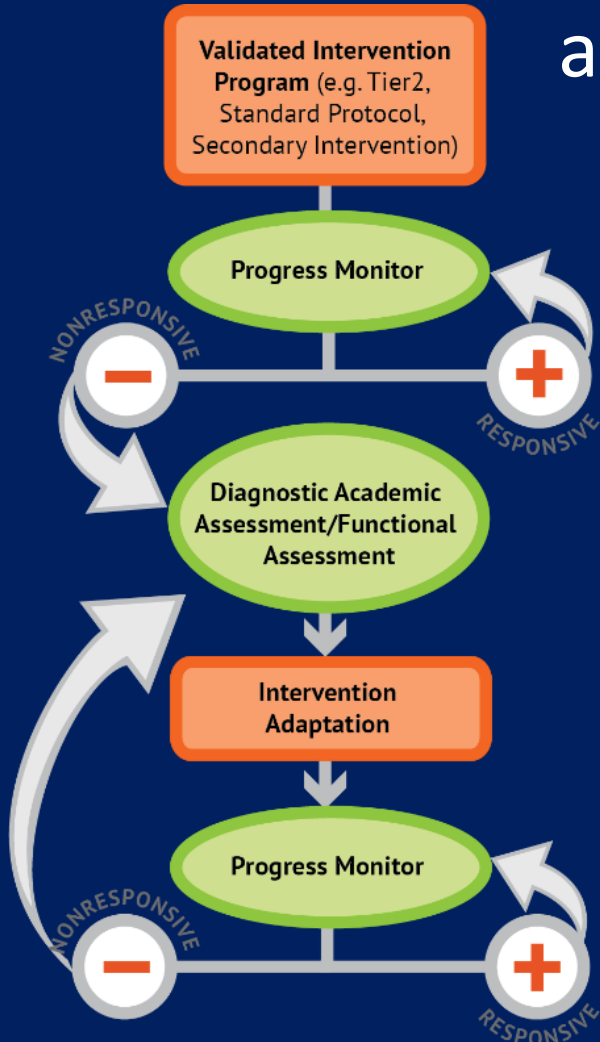 a
Validated Intervention
Program (e.g. Tier2,
Standard Protocol,
Secondary Intervention)
Progress Monitor
NONRESPONSIVE
−
+
RESPONSIVE
Diagnostic Academic
Assessment/Functional
Assessment
Intervention
Adaptation
Progress Monitor
NONRESPONSIVE
−
+
RESPONSIVE